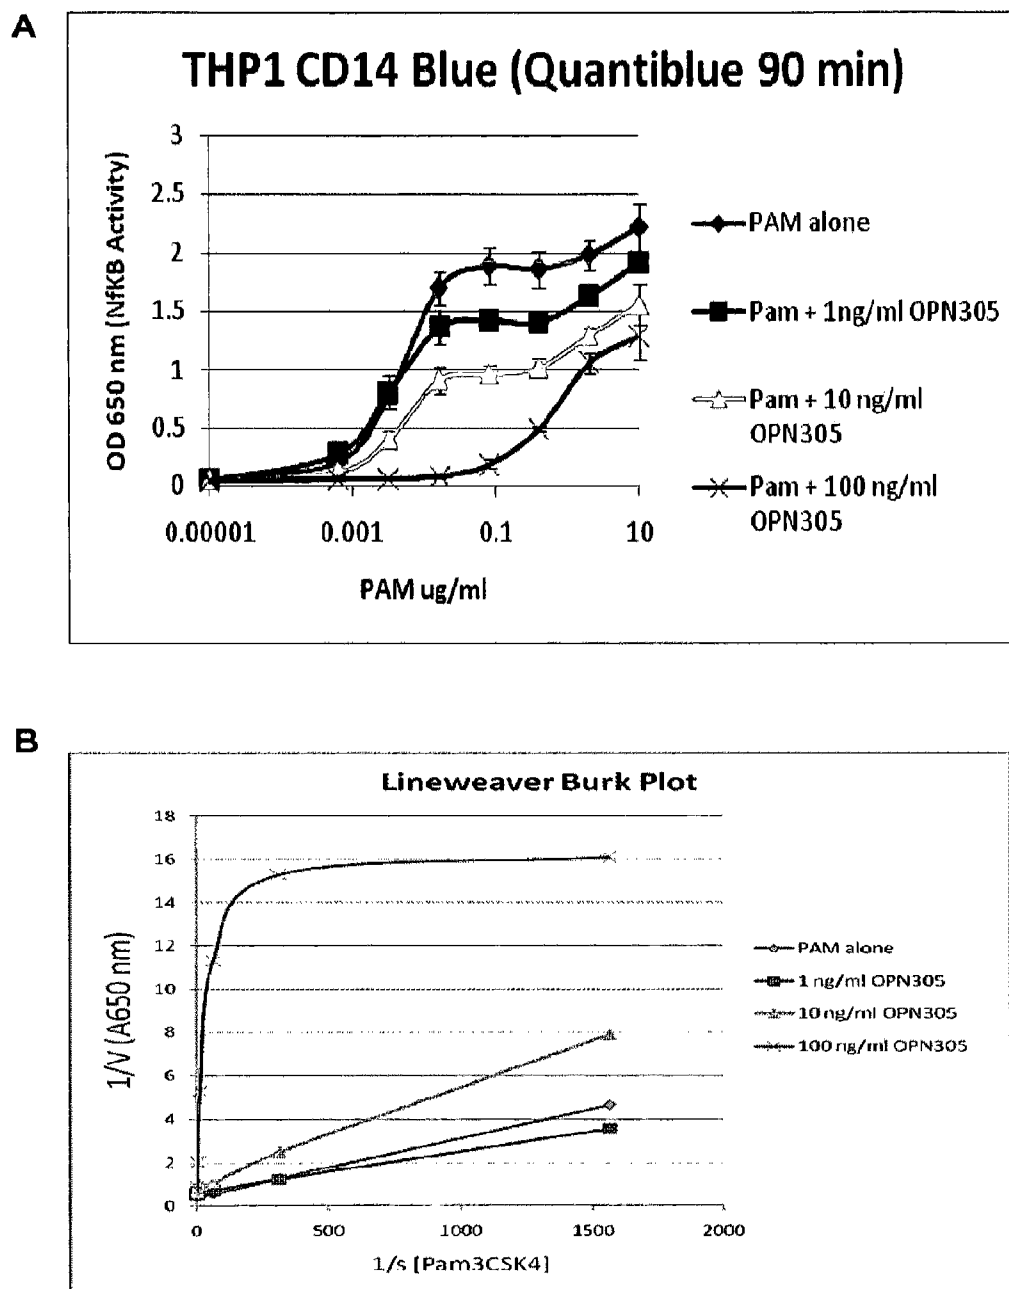 A
THP1 CD14 Blue (Quantiblue 90 min)
OD 650 nm (NfKB Activity)
3
2.5
2
1.5
1
0.5
0
0.00001
0.001
0.1
10
PAM ug/ml
PAM alone
Pam + 1ng/ml OPN305
Pam + 10 ng/ml
OPN305
Pam + 100 ng/ml
OPN305
B
Lineweaver Burk Plot
1/V (A650 nm)
18
16
14
12
10
8
6
4
2
0
0
500
1000
1500
2000
1/s [Pam3CSK4]
PAM alone
1 ng/ml OPN305
10 ng/ml OPN305
100 ng/ml OPN305